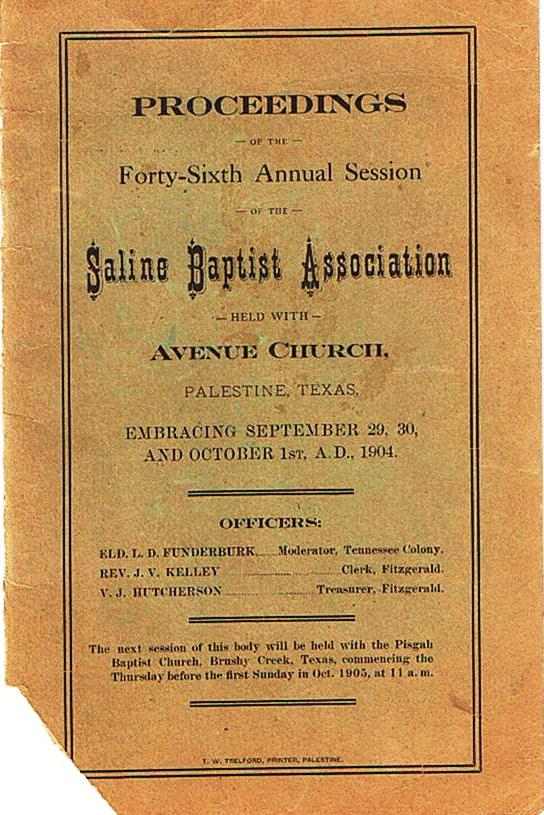 PROCEEDINGS
— OF THE —
Forty-Sixth Annual Session
— OF THE —
Saline Baptist Association
— HELD WITH —
AVENUE CHURCH,
PALESTINE, TEXAS,
EMBRACING SEPTEMBER 29, 30,
AND OCTOBER 1ST, A.D., 1904.
OFFICERS:
ELD. L. D. FUNDERBURK......Moderator, Tennessee Colony.
REV. J. V. KELLEY ..................Clerk, Fitzgerald.
V. J. HUTCHERSON..................Treasurer, Fitzgerald.
The next session of this body will be held with the Pisgah
Baptist Church, Brushy Creek, Texas, commencing the
Thursday before the first Sunday in Oct. 1905, at 11 a. m.
T. W. TRELFORD, PRINTER, PALESTINE.